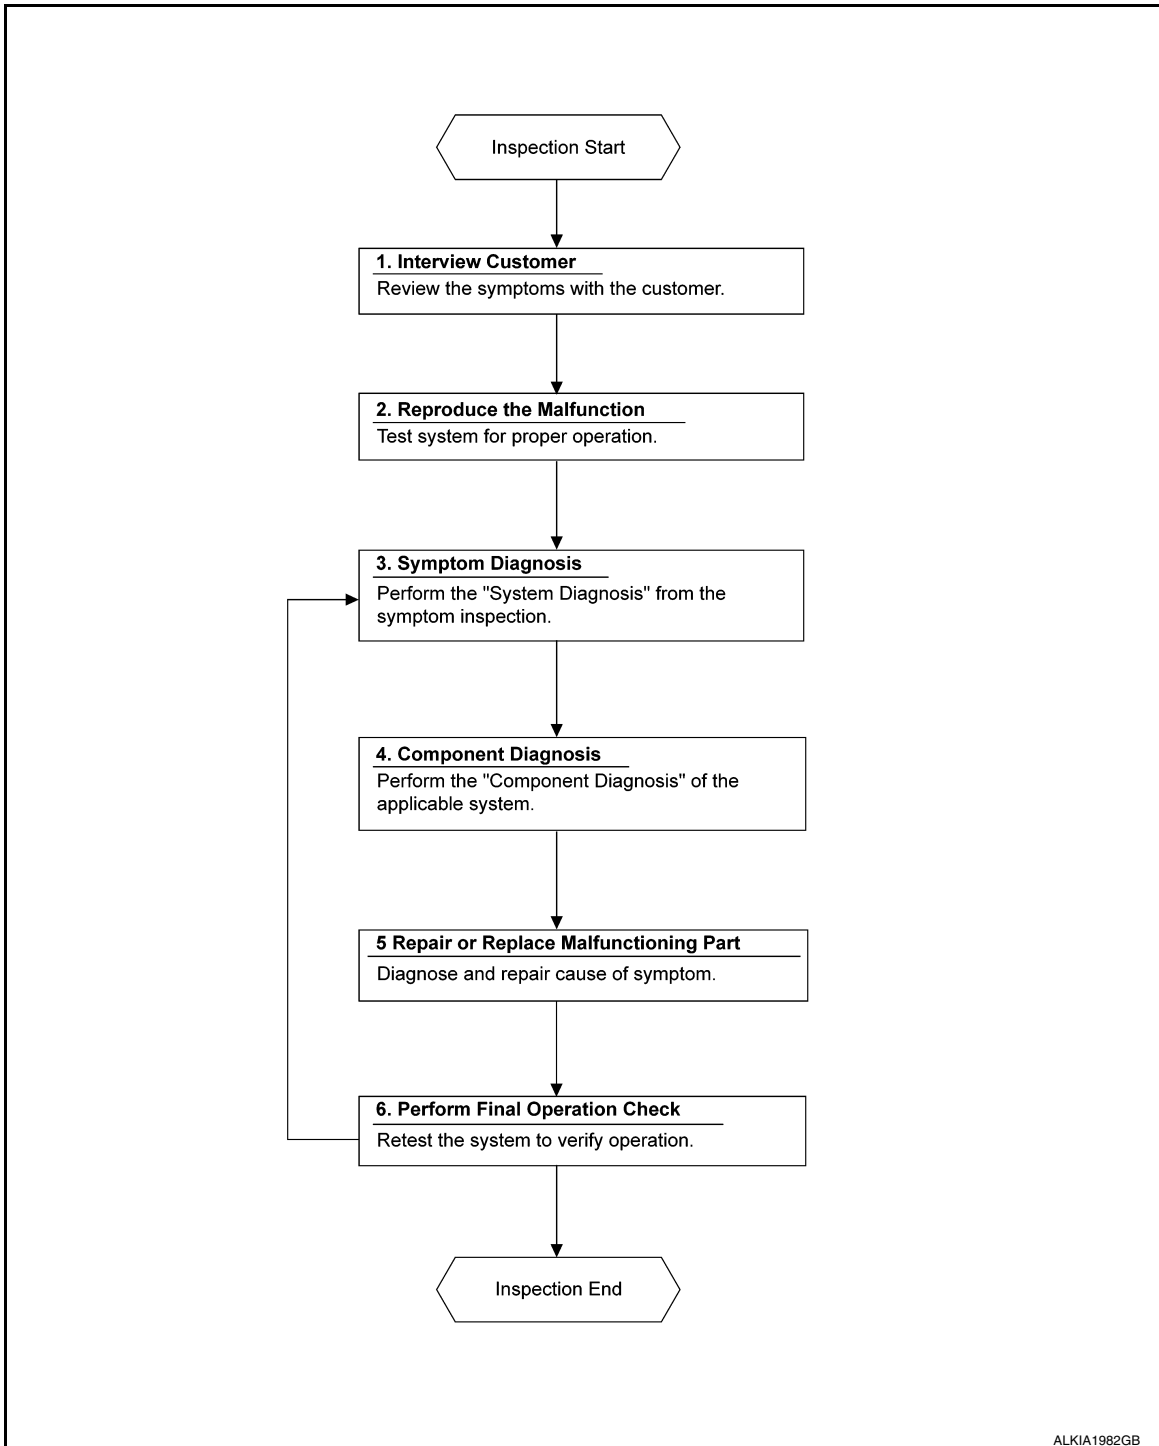 Inspection Start
1. Interview Customer
Review the symptoms with the customer.
2. Reproduce the Malfunction
Test system for proper operation.
3. Symptom Diagnosis
Perform the "System Diagnosis" from the
symptom inspection.
4. Component Diagnosis
Perform the "Component Diagnosis" of the
applicable system.
5 Repair or Replace Malfunctioning Part
Diagnose and repair cause of symptom.
6. Perform Final Operation Check
Retest the system to verify operation.
Inspection End
ALKIA1982GB